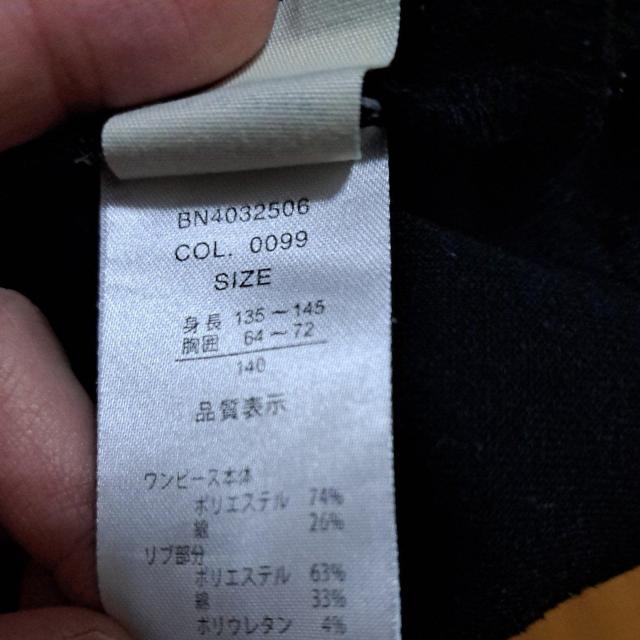 BN4032506
COL. 0099
SIZE
身長 135～145
胸囲 64～72
140
品質表示
ワンピース本体
ポリエステル 74%
綿 26%
リブ部分
ポリエステル 63%
綿 33%
ポリウレタン 4%